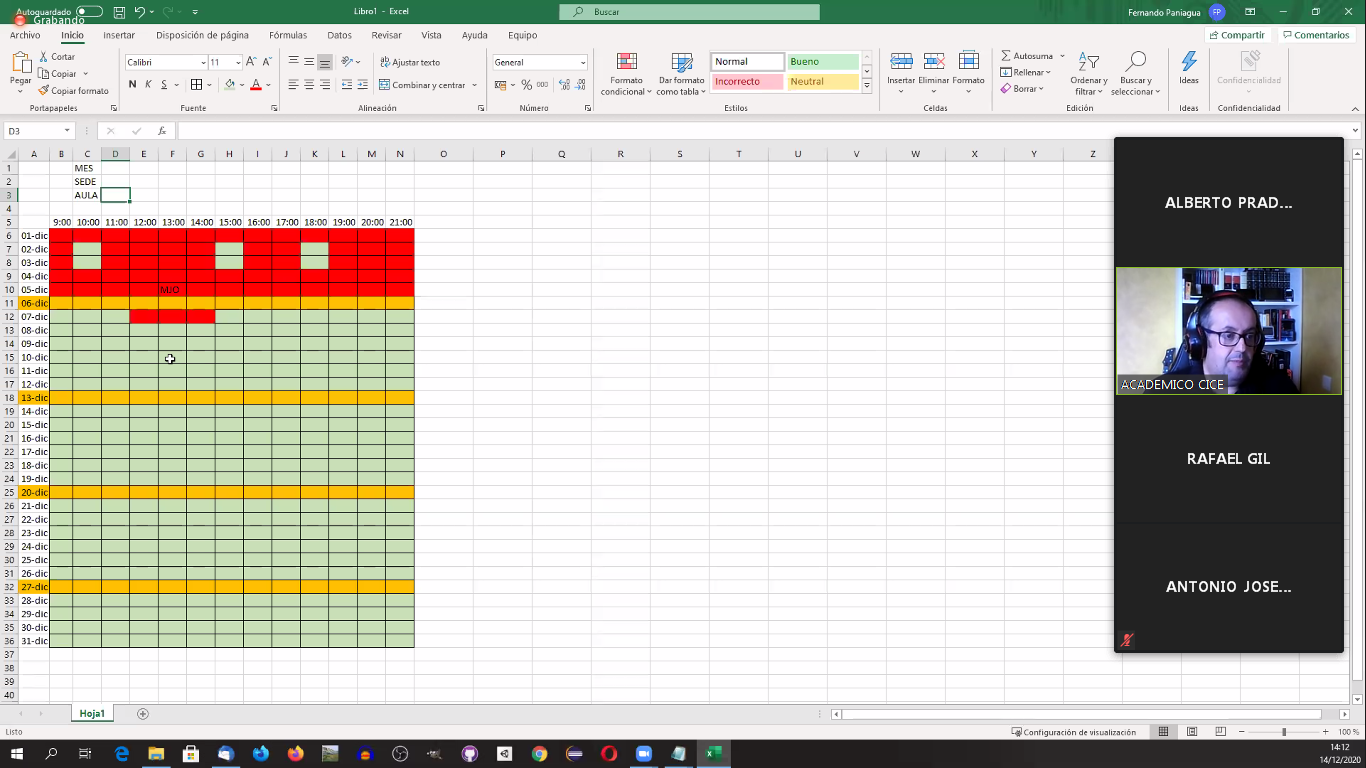 Autoguardado
Grabando
Libro1 - Excel
Buscar
Fernando Paniagua FP
Archivo Inicio Insertar Disposición de página Fórmulas Datos Revisar Vista Ayuda Equipo Compartir Comentarios
Pegar
Cortar
Copiar
Copiar formato
Portapapeles
Calibri 11
N K S
Fuente
Ajustar texto
Combinar y centrar
Alineación
General
% 000
Número
Formato condicional
Dar formato como tabla
Normal Bueno
Incorrecto Neutral
Estilos
Insertar Eliminar Formato
Celdas
Autosuma
Rellenar
Borrar
Ordenar y filtrar
Buscar y seleccionar
Edición
Ideas
Ideas
Confidencialidad
Confidencialidad
D3 fx
A B C D E F G H I J K L M N O P Q R S T U V W X Y Z
1 MES
2 SEDE
3 AULA
4
5 9:00 10:00 11:00 12:00 13:00 14:00 15:00 16:00 17:00 18:00 19:00 20:00 21:00
6 01-dic
7 02-dic
8 03-dic
9 04-dic
10 05-dic MJO
11 06-dic
12 07-dic
13 08-dic
14 09-dic
15 10-dic
16 11-dic
17 12-dic
18 13-dic
19 14-dic
20 15-dic
21 16-dic
22 17-dic
23 18-dic
24 19-dic
25 20-dic
26 21-dic
27 22-dic
28 23-dic
29 24-dic
30 25-dic
31 26-dic
32 27-dic
33 28-dic
34 29-dic
35 30-dic
36 31-dic
37
38
39
40
ALBERTO PRAD...
ACADEMICO CICE
RAFAEL GIL
ANTONIO JOSE...
Hoja1
Listo
Configuración de visualización
100 %
14:12
14/12/2020